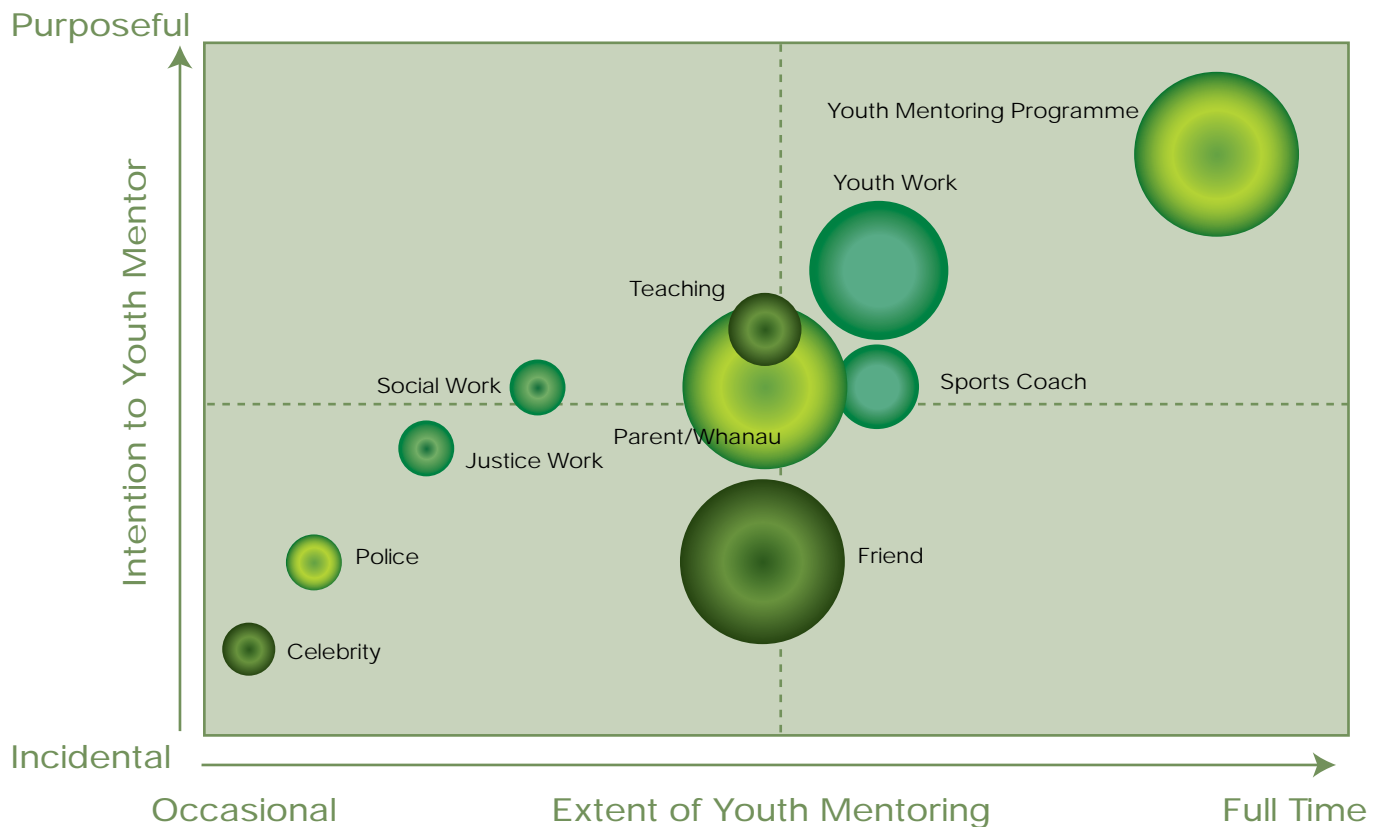 Purposeful
Youth Mentoring Programme
Youth Work
Intention to Youth Mentor
Teaching
Social Work
Sports Coach
Parent/Whanau
Justice Work
Police
Friend
Celebrity
Incidental
Occasional
Extent of Youth Mentoring
Full Time